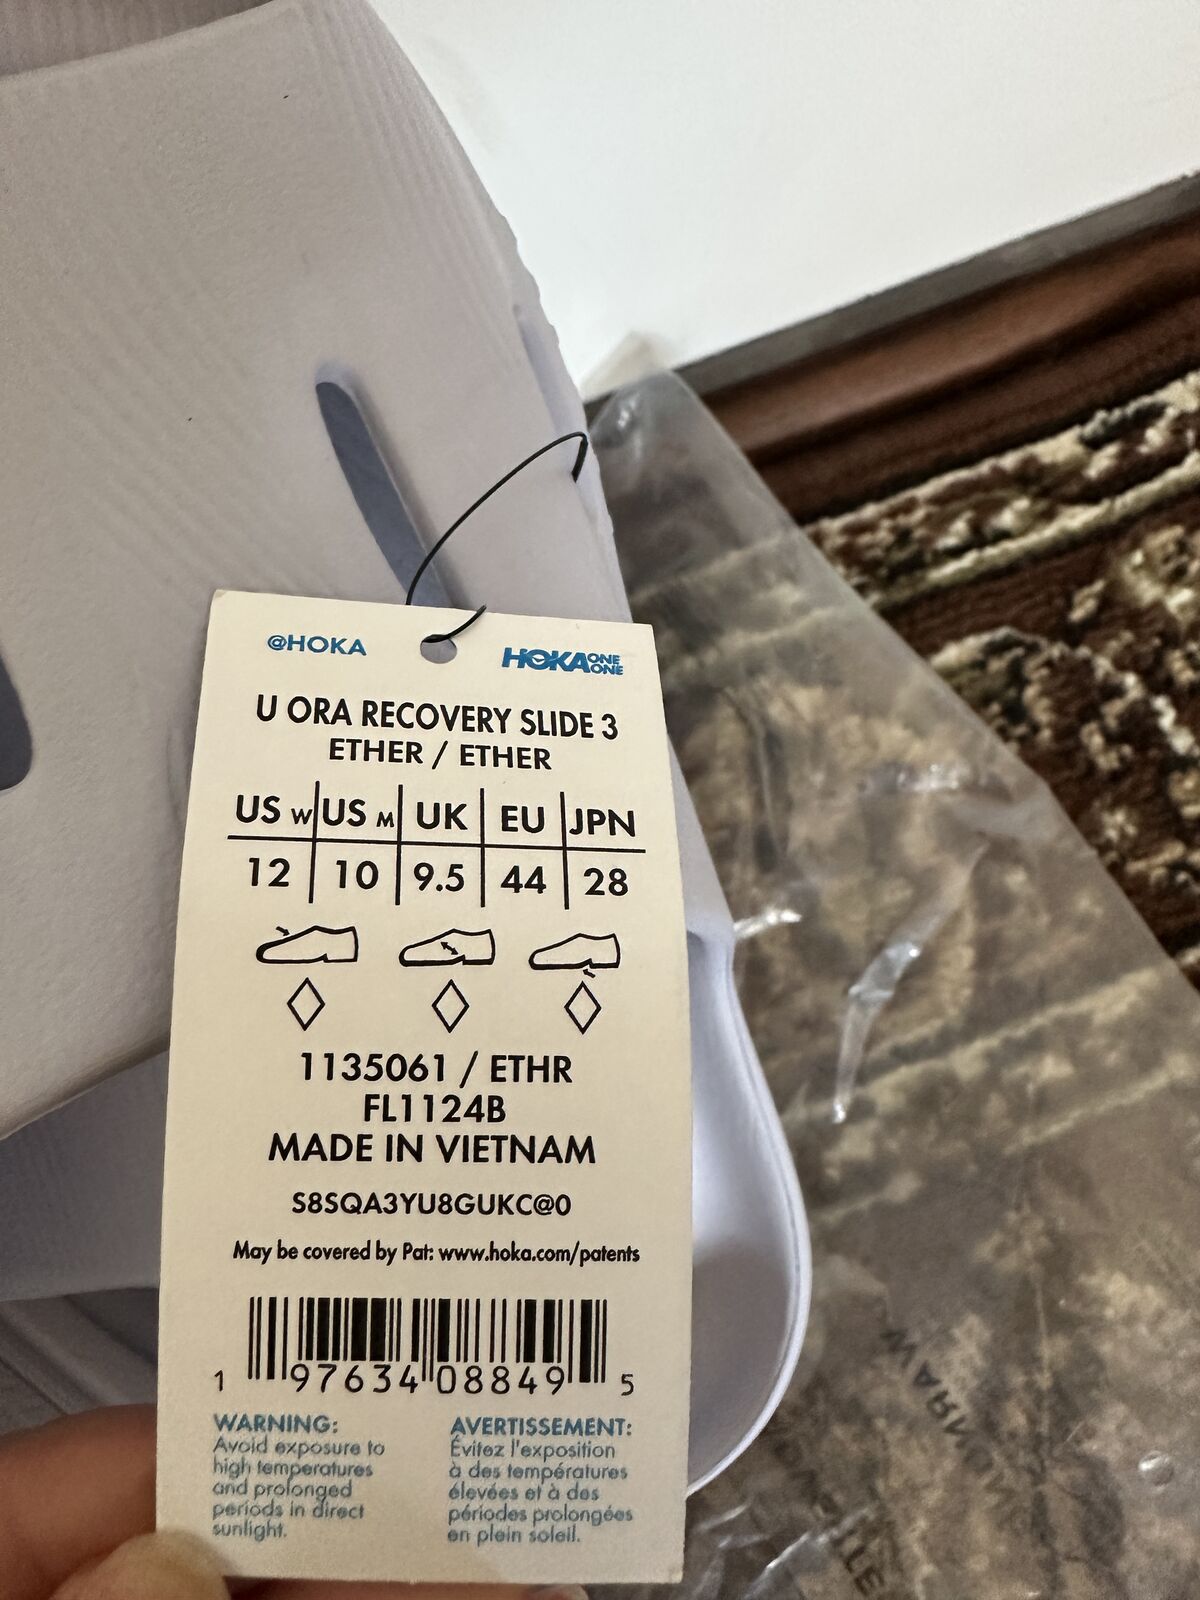 @HOKA
HOKA ONE ONE
U ORA RECOVERY SLIDE 3
ETHER / ETHER
US W US M UK EU JPN
12 10 9.5 44 28
1135061 / ETHR
FL1124B
MADE IN VIETNAM
S8SQA3YU8GUKC@0
May be covered by Pat: www.hoka.com/patents
1 97634 08849 5
WARNING:
Avoid exposure to
high temperatures
and prolonged
periods in direct
sunlight.
AVERTISSEMENT:
Évitez l'exposition
à des températures
élevées et à des
périodes prolongées
en plein soleil.